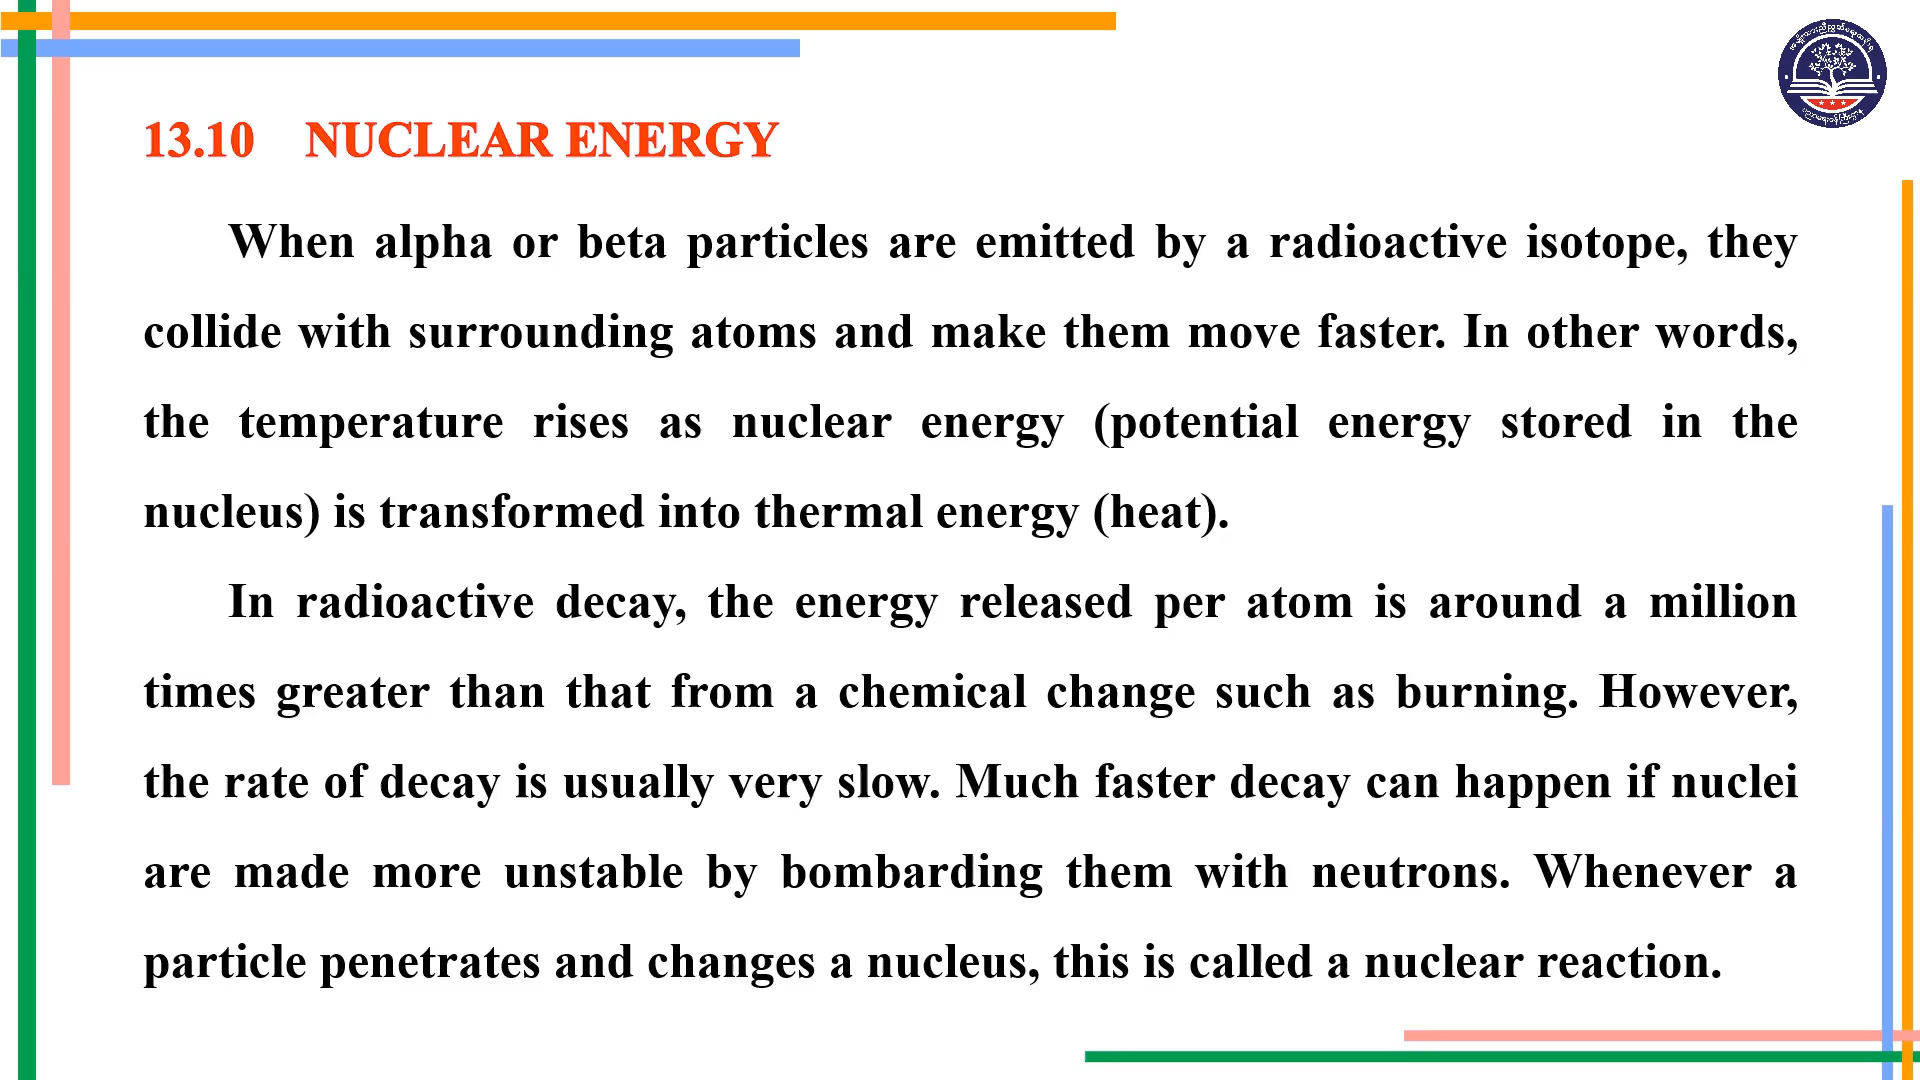 13.10 NUCLEAR ENERGY
When alpha or beta particles are emitted by a radioactive isotope, they
collide with surrounding atoms and make them move faster. In other words,
the temperature rises as nuclear energy (potential energy stored in the
nucleus) is transformed into thermal energy (heat).
In radioactive decay, the energy released per atom is around a million
times greater than that from a chemical change such as burning. However,
the rate of decay is usually very slow. Much faster decay can happen if nuclei
are made more unstable by bombarding them with neutrons. Whenever a
particle penetrates and changes a nucleus, this is called a nuclear reaction.